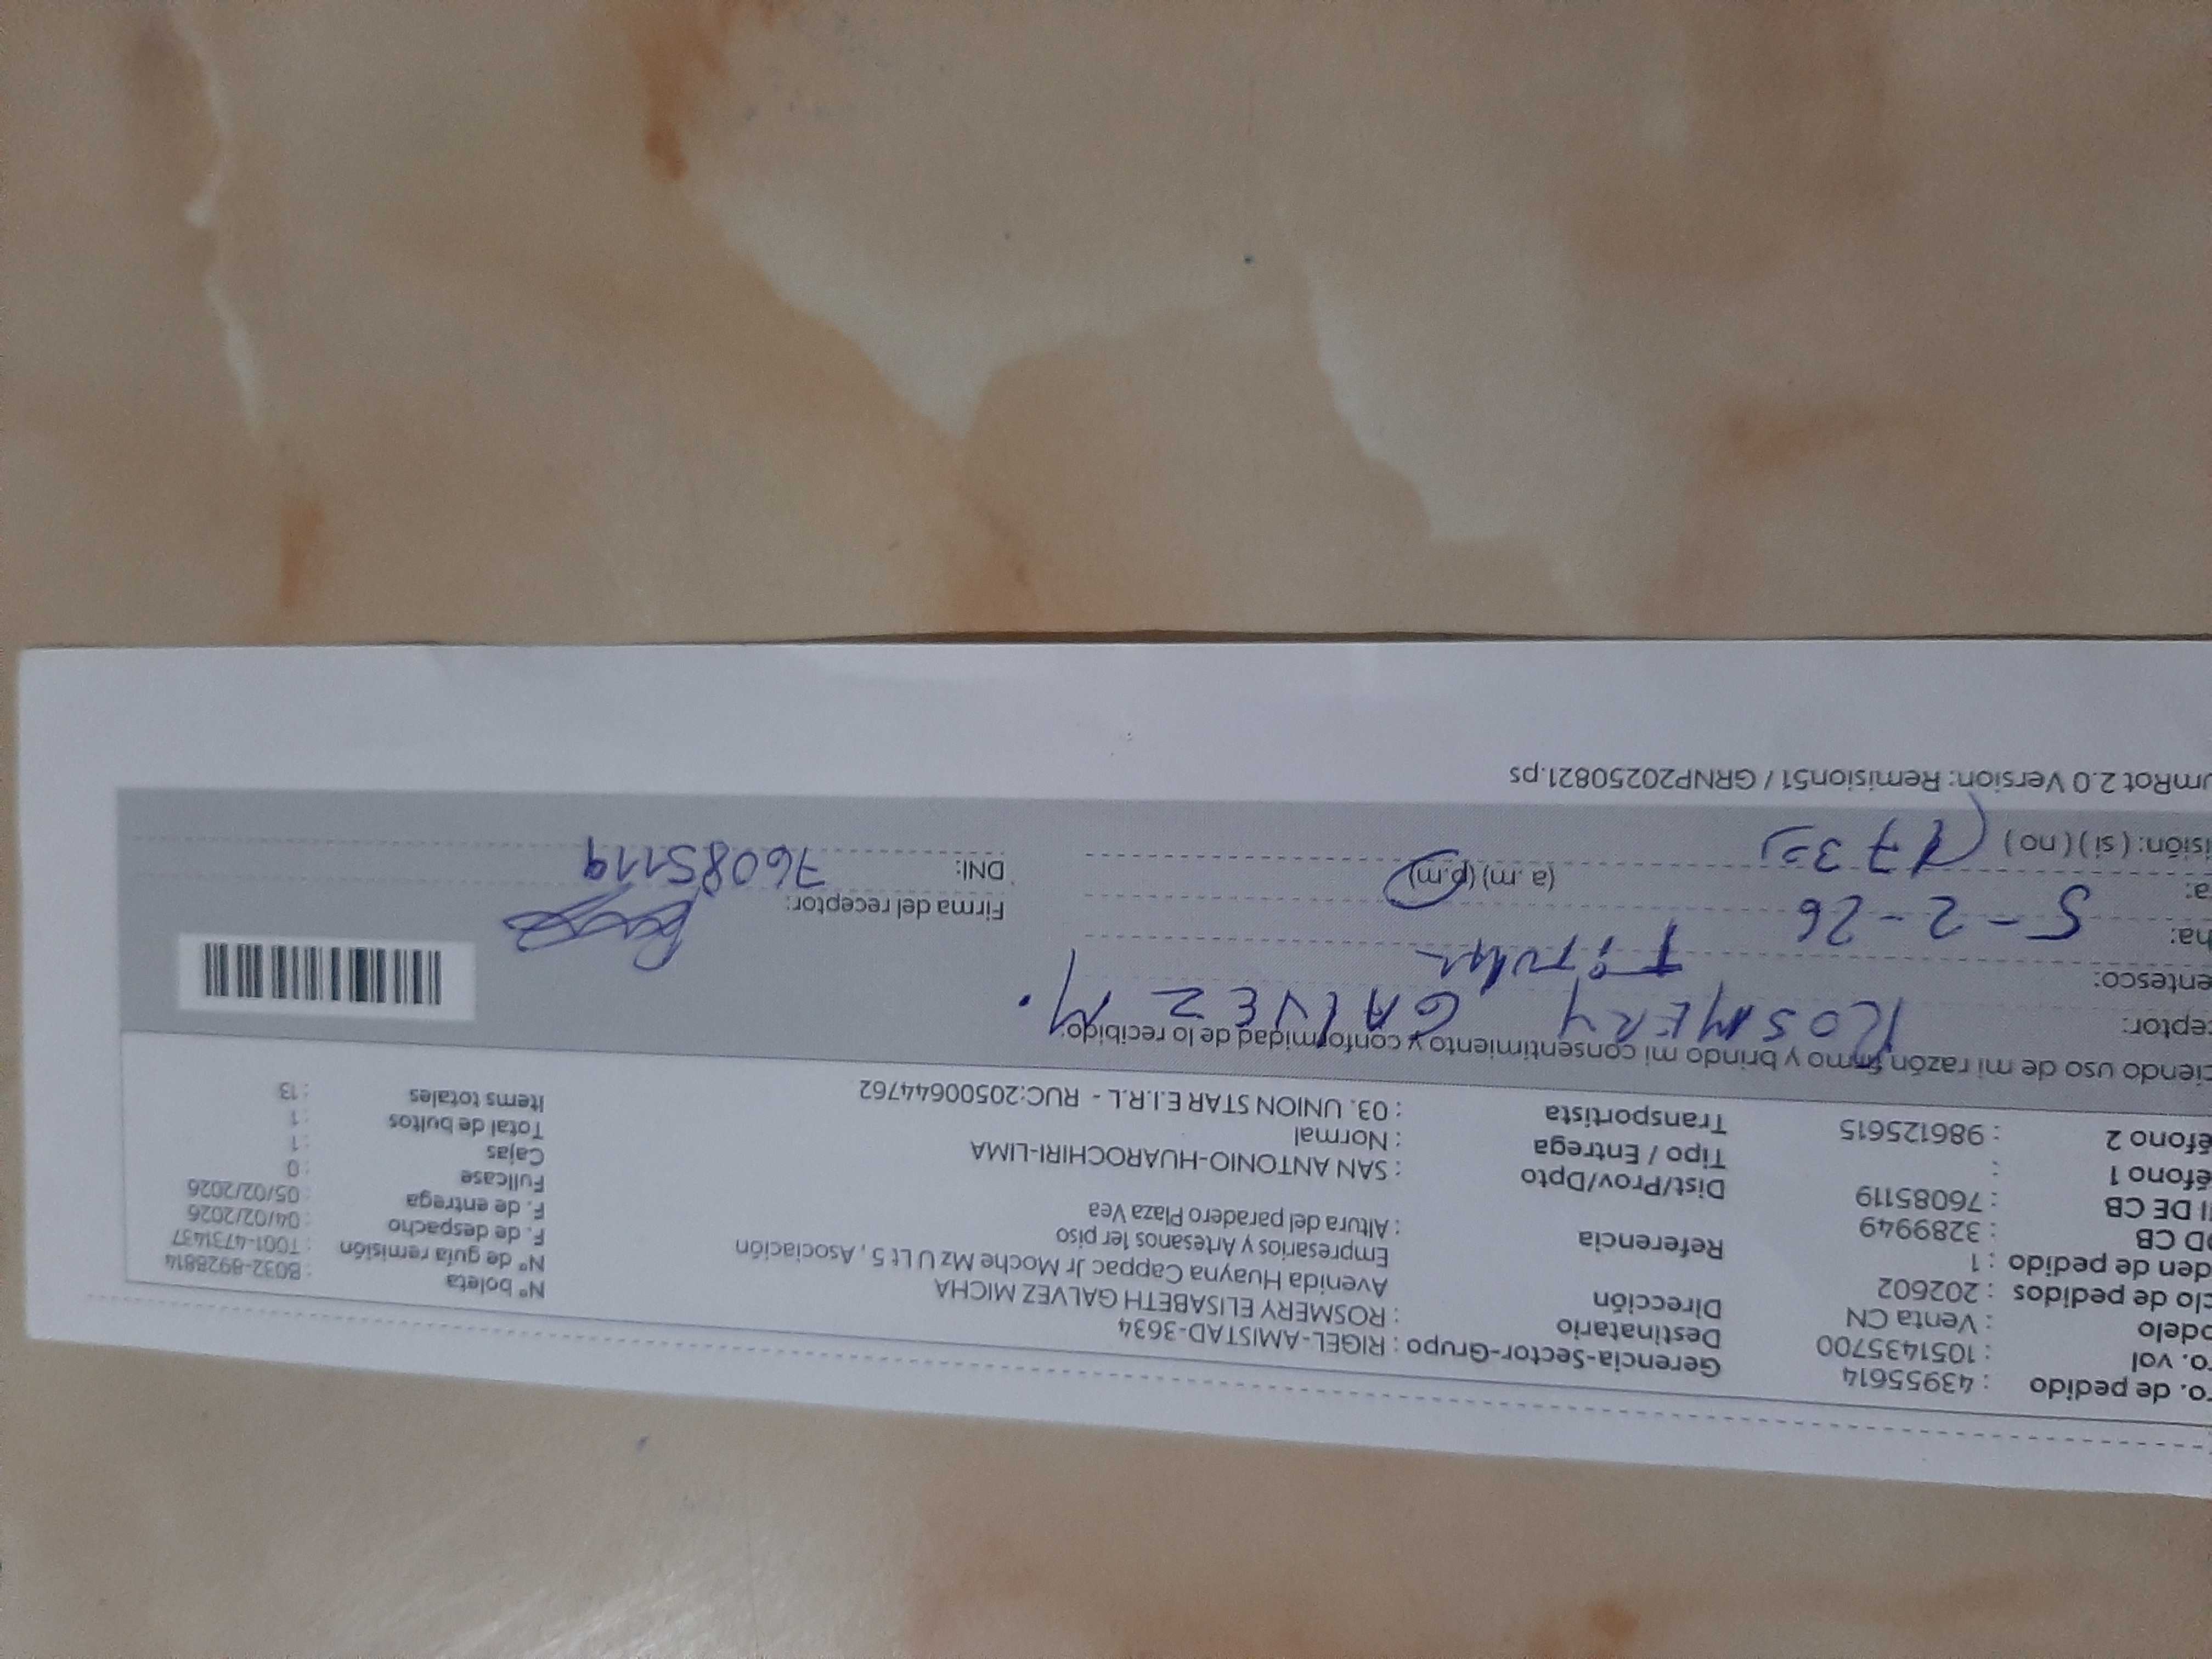 ro. de pedido : 43955614
ro. vol : 1051435700
odelo : Venta CN
clo de pedidos : 202602
den de pedido : 1
OD CB : 3289949
I DE CB : 76085119
éfono 1 :
éfono 2 : 986125615
Gerencia-Sector-Grupo : RIGEL-AMISTAD-3634
Destinatario : ROSMERY ELISABETH GALVEZ MICHA
Dirección Avenida Huayna Cappac Jr Moche Mz U Lt 5 , Asociación
Empresarios y Artesanos 1er piso
Referencia : Altura del paradero Plaza Vea
Dist/Prov/Dpto : SAN ANTONIO-HUAROCHIRI-LIMA
Tipo / Entrega : Normal
Transportista : 03. UNION STAR E.I.R.L - RUC:20500644762
Nº boleta : B032-8928814
Nº de guía remisión : T001-4731437
F. de despacho : 04/02/2026
F. de entrega : 05/02/2026
Fullcase : 0
Cajas : 1
Total de bultos : 1
Items totales : 13
ciendo uso de mi razón firmo y brindo mi consentimiento y conformidad de lo recibido.
ceptor: ROSMERY GALVEZ M.
entesco: Titular
ha: 5-2-26
a: (a.m) (p.m)
isión: ( si ) ( no )
Firma del receptor:
DNI: 76085119
UmRot 2.0 Version: Remision51 / GRNP20250821.ps